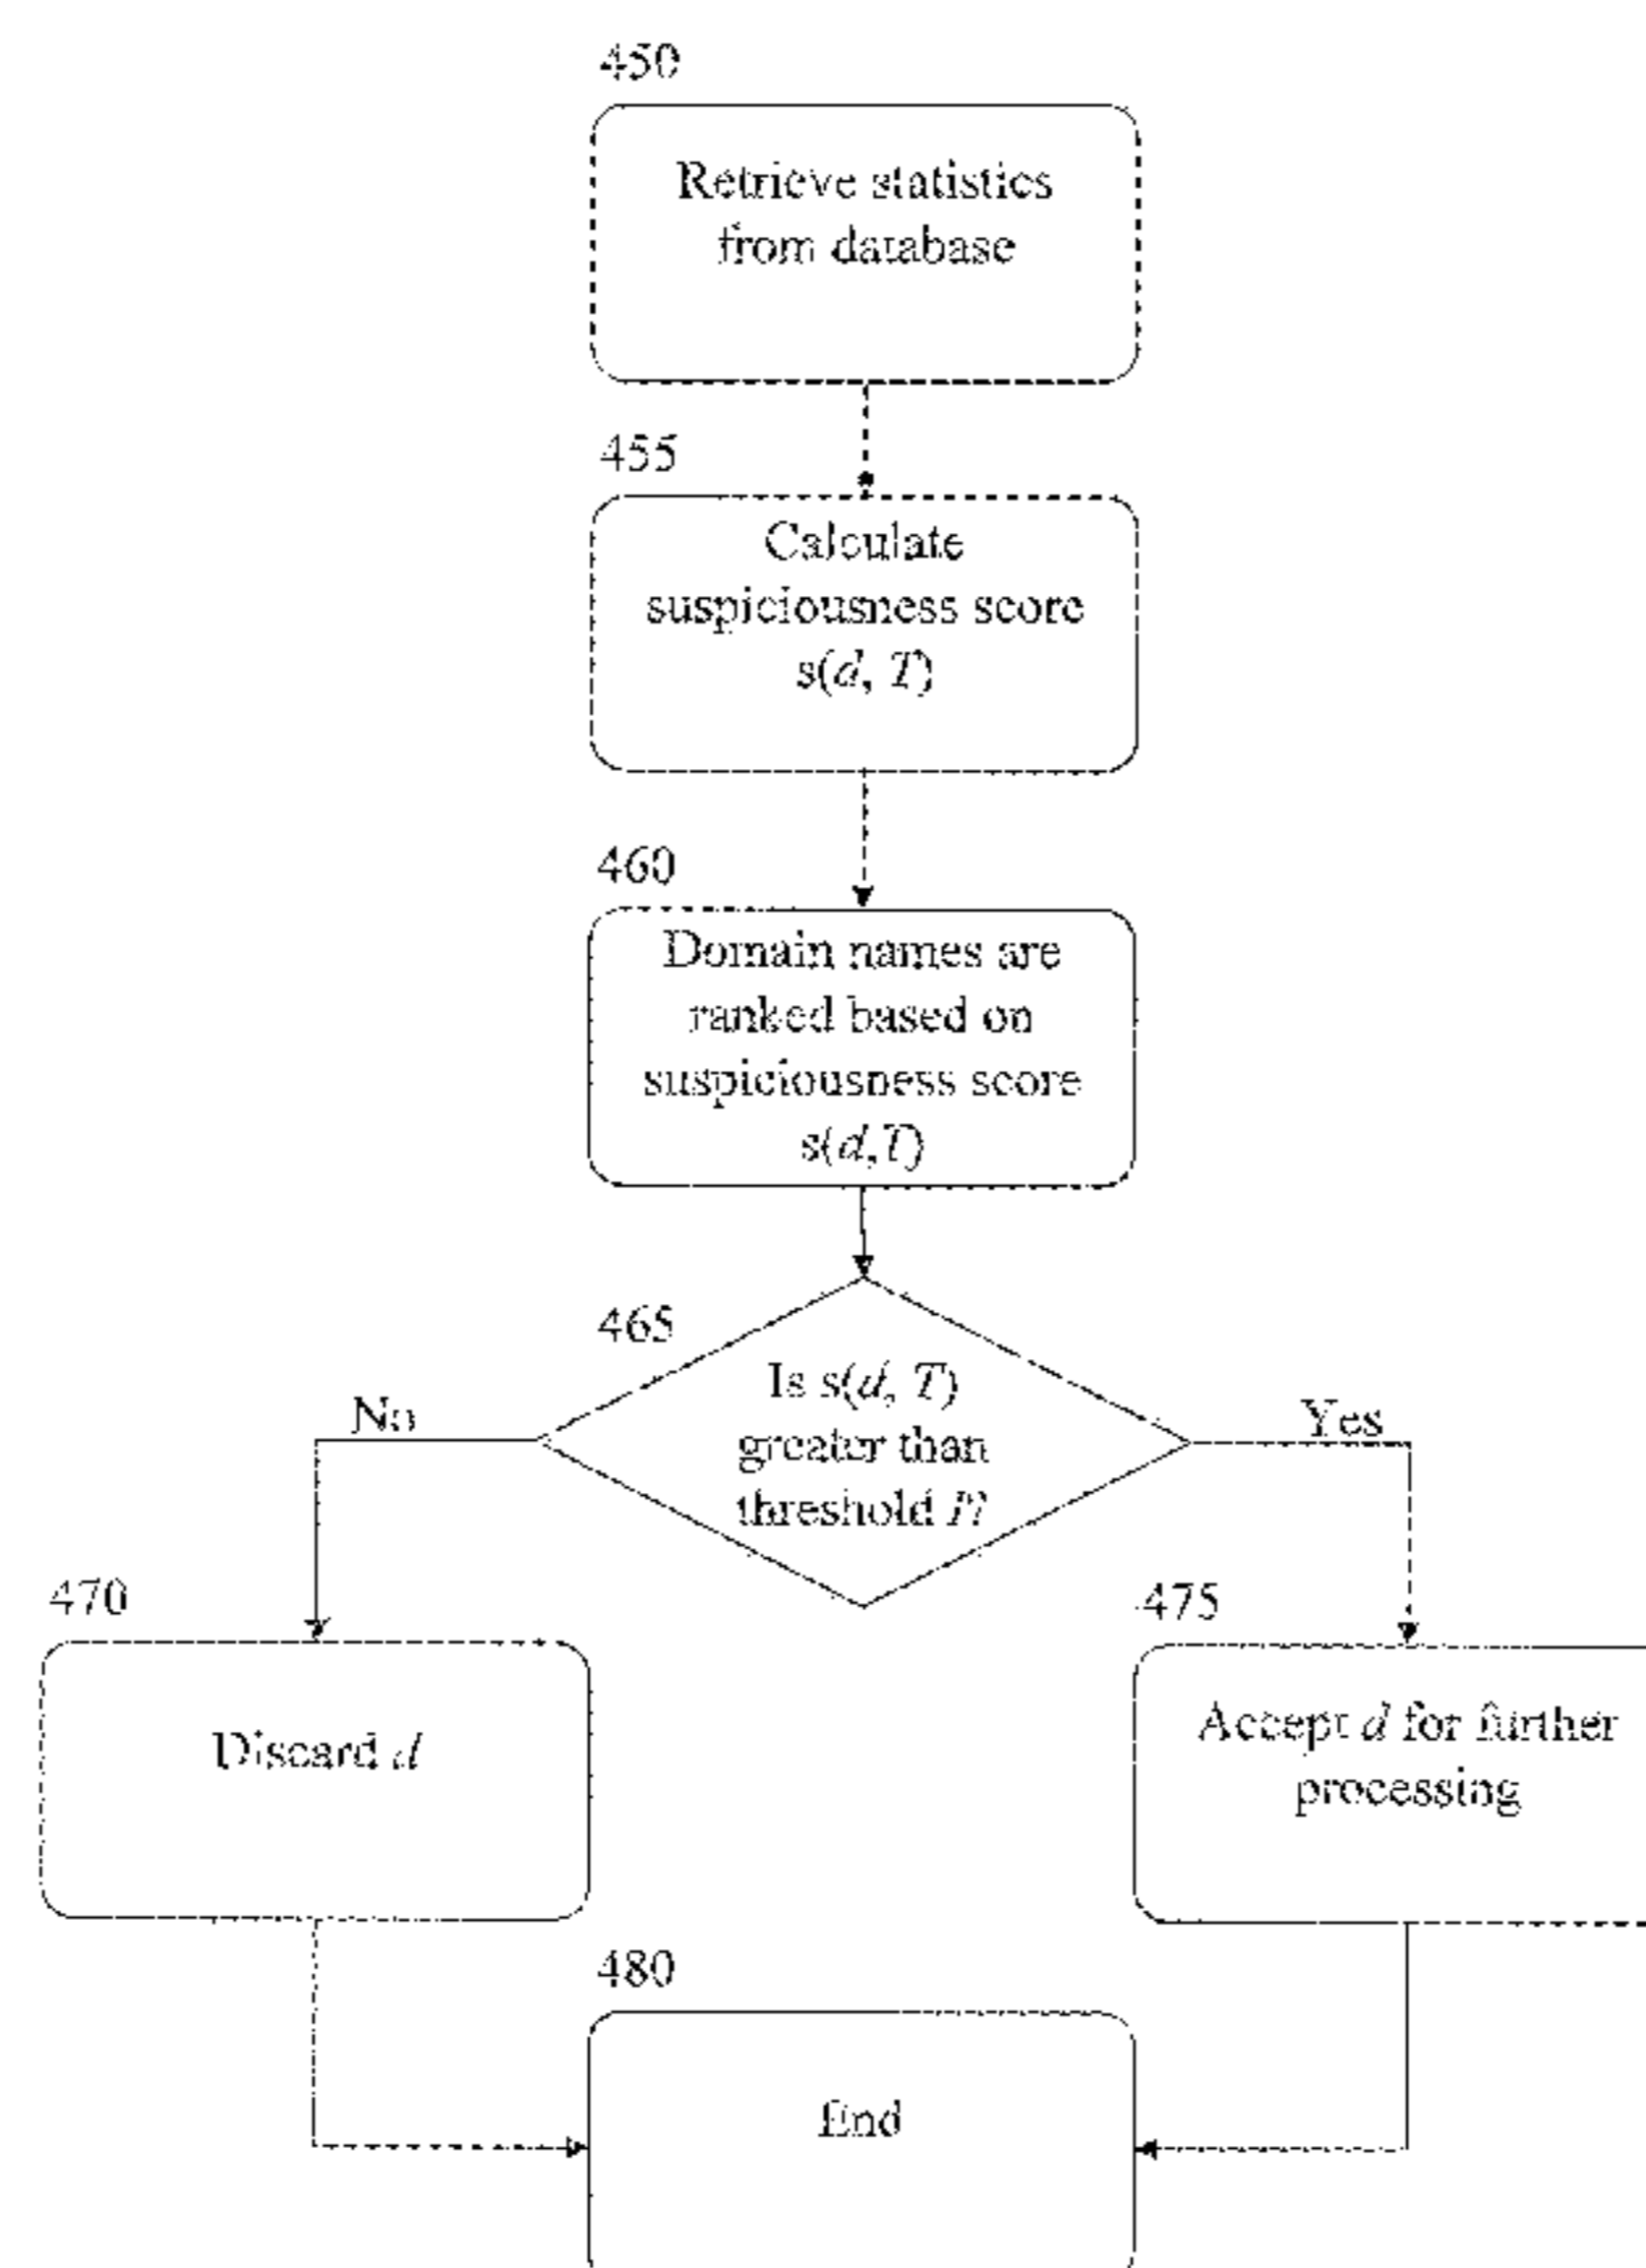 450
Retrieve statistics
from database
455
Calculate
suspiciousness score
s(d, T)
460
Domain names are
ranked based on
suspiciousness score
s(d,T)
465
Is s(d, T)
greater than
threshold
No
Yes
470
Discard d
475
Accept d for further
processing
480
End